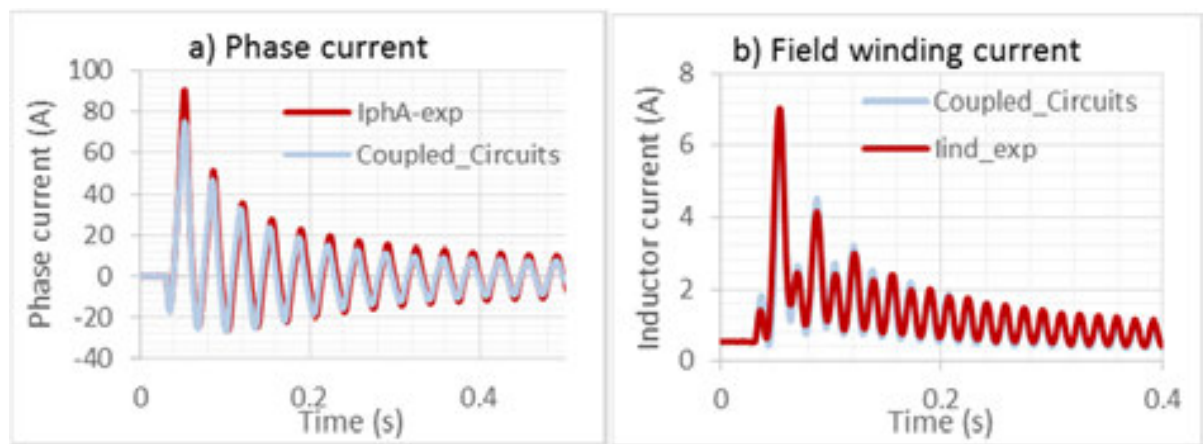 a) Phase current
100
80
60
40
20
0
-20
-40
Phase current (A)
IphA-exp
Coupled_Circuits
0
0.2
0.4
Time (s)
b) Field winding current
8
6
4
2
0
Inductor current (A)
Coupled_Circuits
Iind_exp
0
0.2
0.4
Time (s)